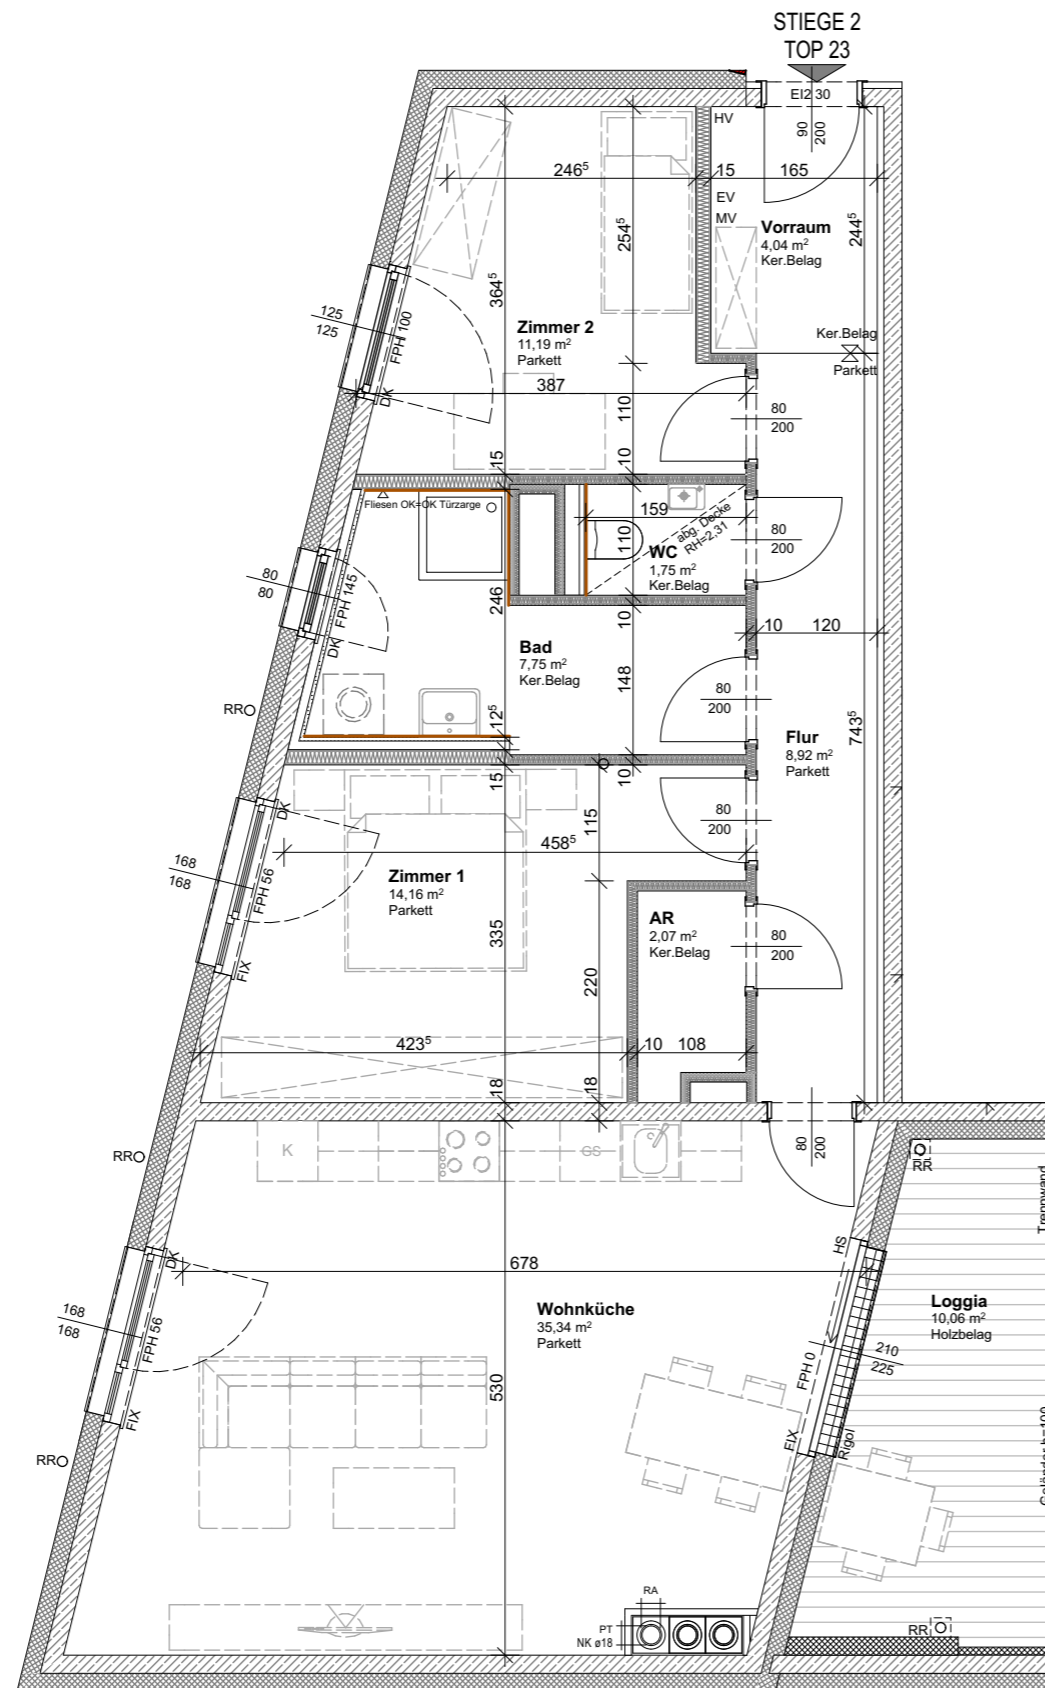 STIEGE 2
TOP 23
EI2 30
90
200
HV
246⁵
15
165
EV
MV
Vorraum
4,04 m²
Ker.Belag
254⁵
244⁵
364⁵
125
125
FPH 100
DK
Zimmer 2
11,19 m²
Parkett
Ker.Belag
Parkett
387
110
80
200
15
10
Fliesen OK=OK Türzarge
159
abg. Decke
RH=2,31
110
WC
1,75 m²
Ker.Belag
80
200
80
80
FPH 145
DK
246
10
10
120
Bad
7,75 m²
Ker.Belag
148
80
200
RR
12⁵
Flur
8,92 m²
Parkett
743⁵
15
10
DK
115
80
200
458⁵
168
168
FPH 56
FIX
Zimmer 1
14,16 m²
Parkett
335
AR
2,07 m²
Ker.Belag
80
200
220
423⁵
10
108
18
18
80
200
K
GS
RR
RR
Trennwand
DK
HS
678
168
168
FPH 56
FIX
Wohnküche
35,34 m²
Parkett
Loggia
10,06 m²
Holzbelag
210
225
FPH 0
530
FIX
Rigol
RR
Geländer h=100
RA
PT
NK ø18
RR